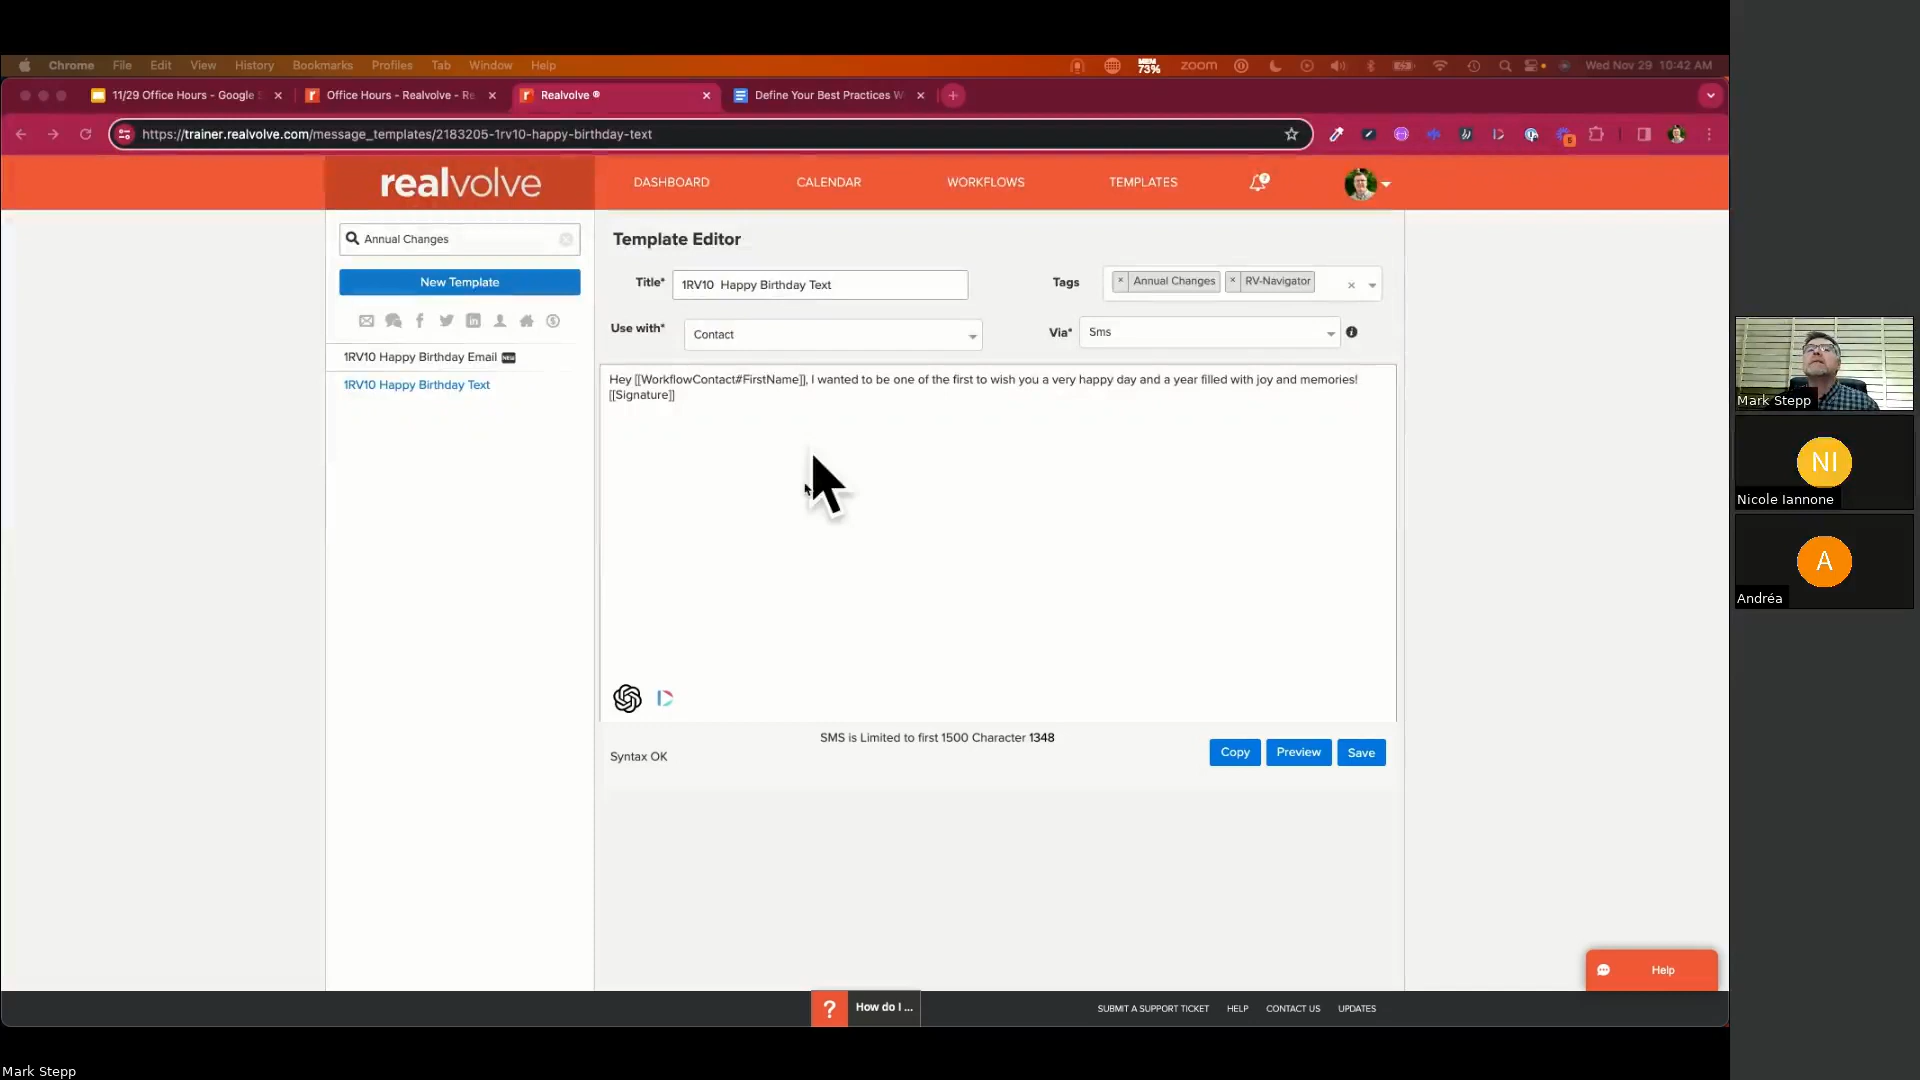 Chrome File Edit View History Bookmarks Profiles Tab Window Help
MEM 73% zoom Wed Nov 29 10:42 AM
11/29 Office Hours - Google
Office Hours - Realvolve - Re
Realvolve ®
Define Your Best Practices W
https://trainer.realvolve.com/message_templates/2183205-1rv10-happy-birthday-text
realvolve
DASHBOARD CALENDAR WORKFLOWS TEMPLATES
7
Annual Changes
New Template
1RV10 Happy Birthday Email NEW
1RV10 Happy Birthday Text
Template Editor
Title* 1RV10 Happy Birthday Text
Tags × Annual Changes × RV-Navigator ×
Use with* Contact
Via* Sms
Hey [[WorkflowContact#FirstName]], I wanted to be one of the first to wish you a very happy day and a year filled with joy and memories!
[[Signature]]
SMS is Limited to first 1500 Character 1348
Syntax OK
Copy Preview Save
Help
? How do I ...
SUBMIT A SUPPORT TICKET HELP CONTACT US UPDATES
Mark Stepp
NI
Nicole Iannone
A
Andréa
Mark Stepp